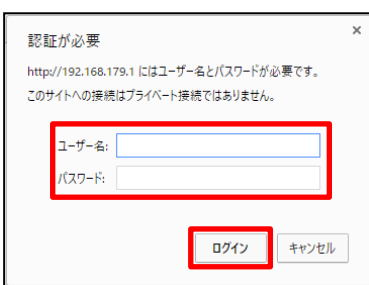 認証が必要
×
http://192.168.179.1 にはユーザー名とパスワードが必要です。
このサイトへの接続はプライベート接続ではありません。
ユーザー名:
パスワード:
ログイン キャンセル